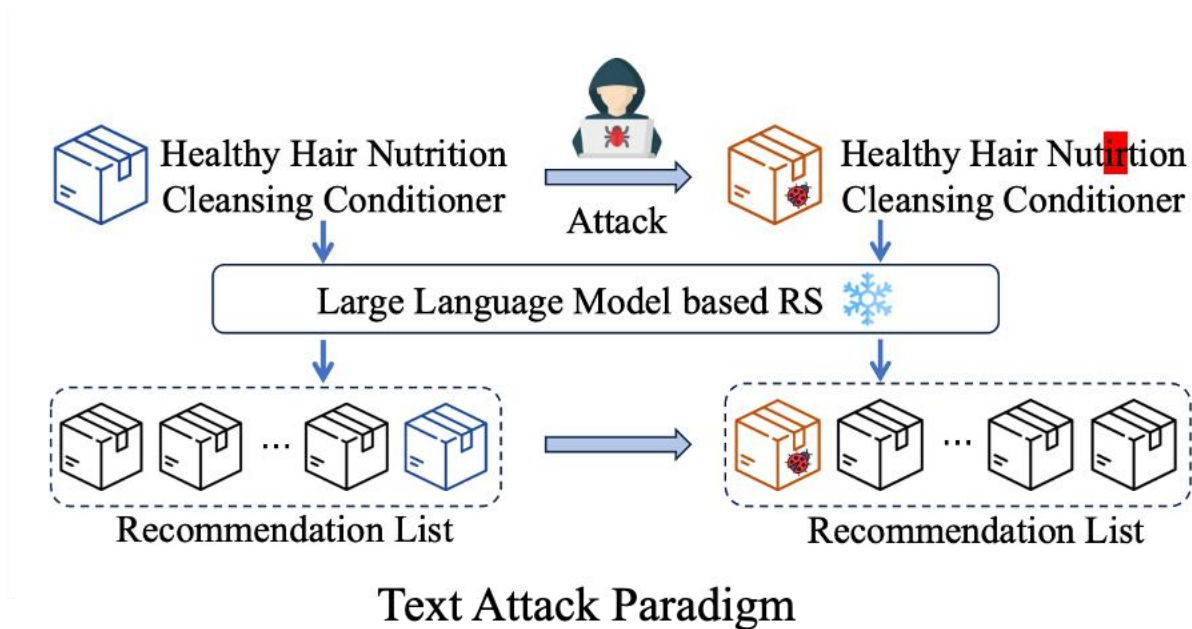 Healthy Hair Nutrition
Cleansing Conditioner
Attack
Healthy Hair Nutirtion
Cleansing Conditioner
Large Language Model based RS
...
...
Recommendation List
Recommendation List
Text Attack Paradigm